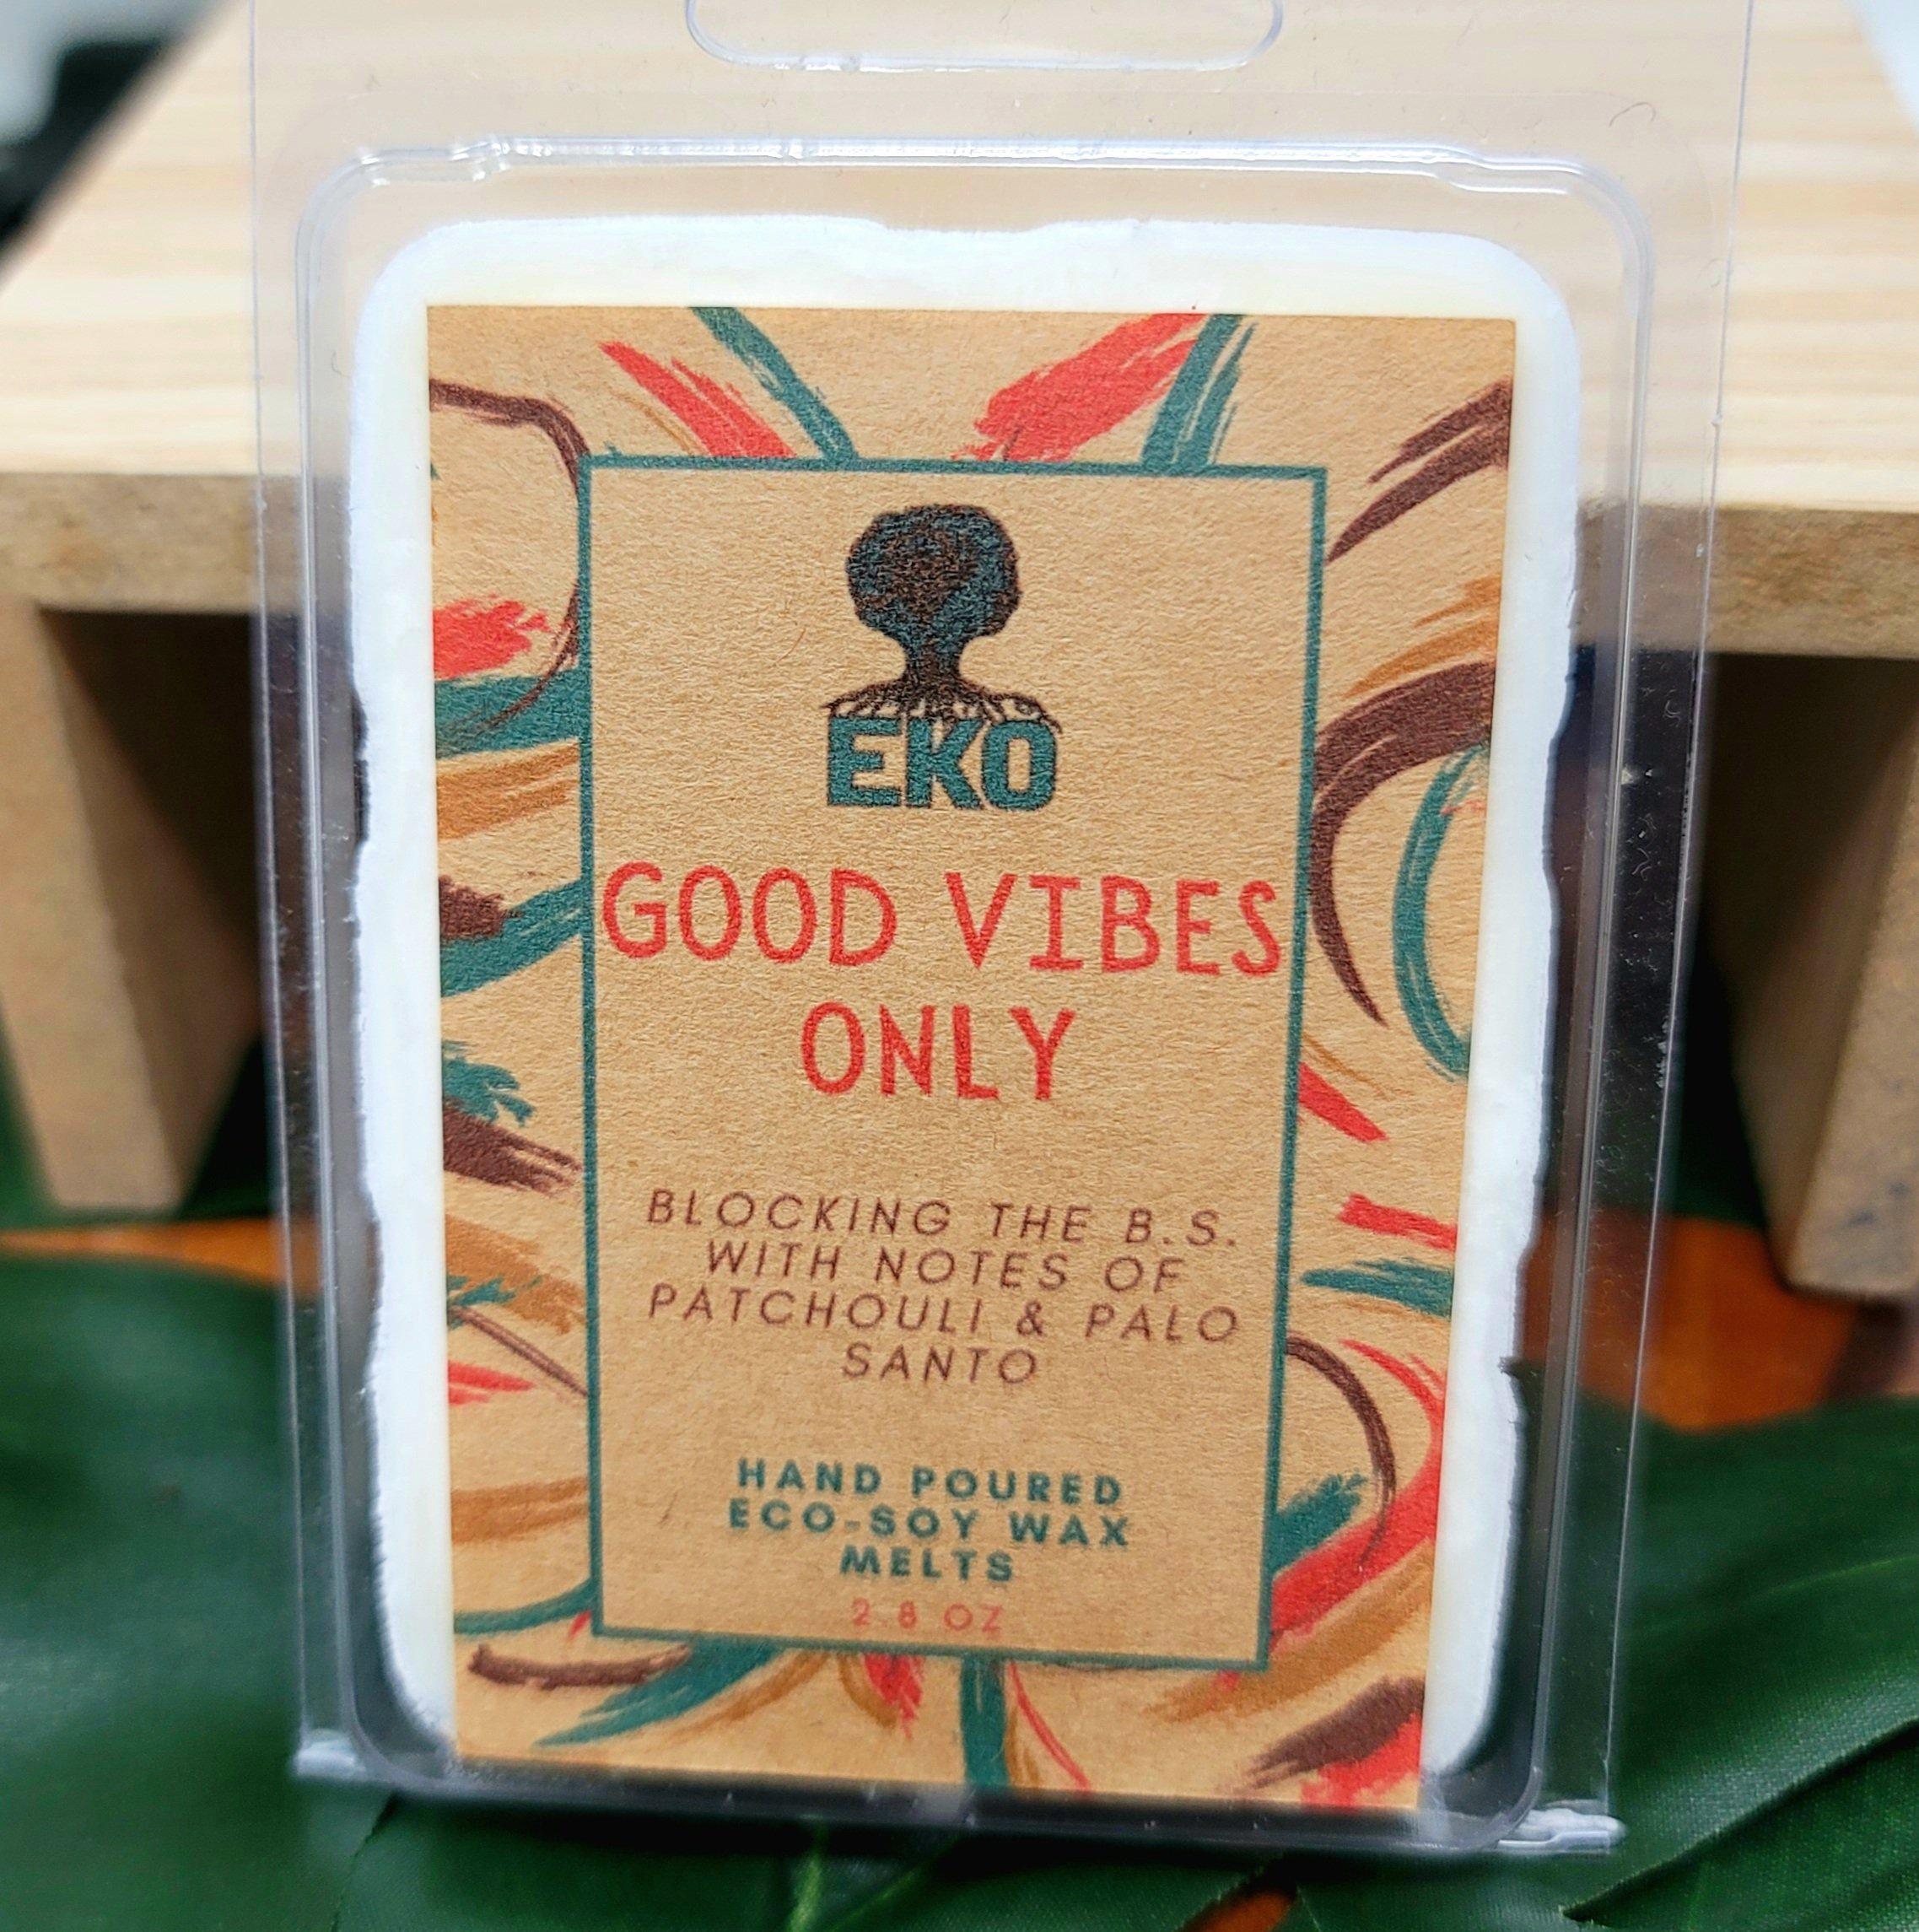 EKO
GOOD VIBES
ONLY
BLOCKING THE B.S.
WITH NOTES OF
PATCHOULI & PALO
SANTO
HAND POURED
ECO-SOY WAX
MELTS
2.8 OZ